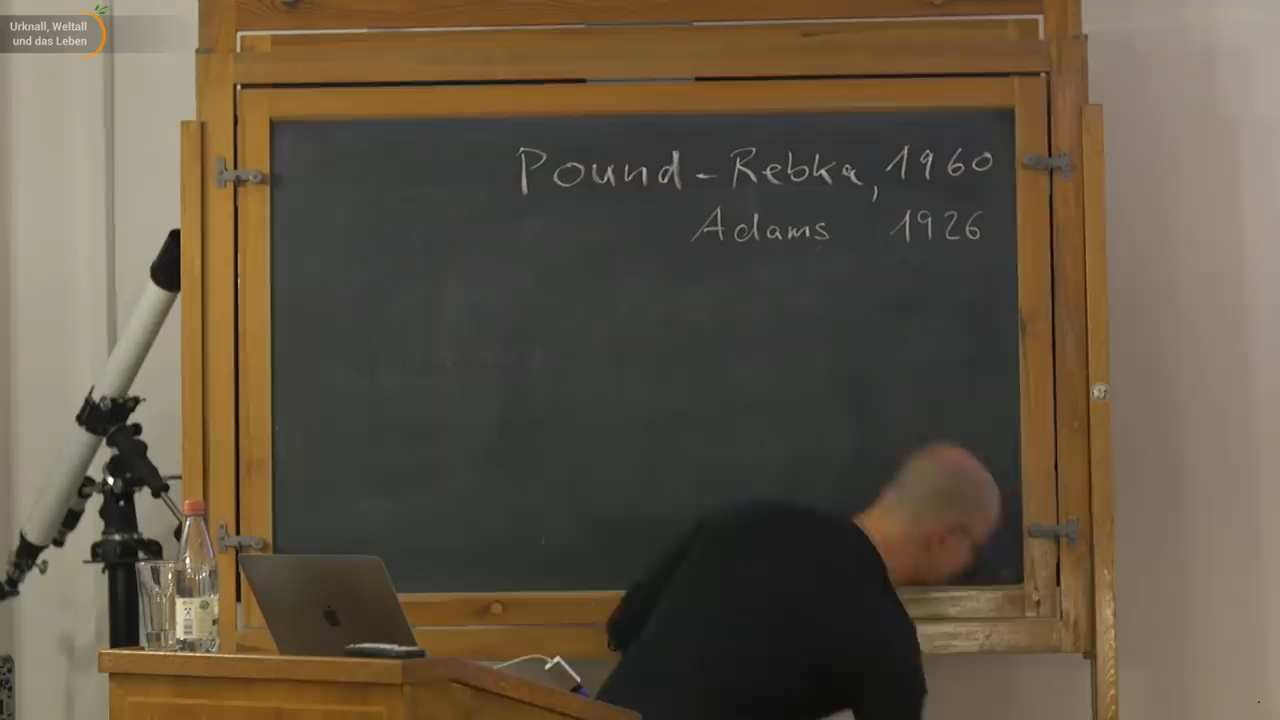 Urknall, Weltall
und das Leben
Pound-Rebka, 1960
Adams 1926